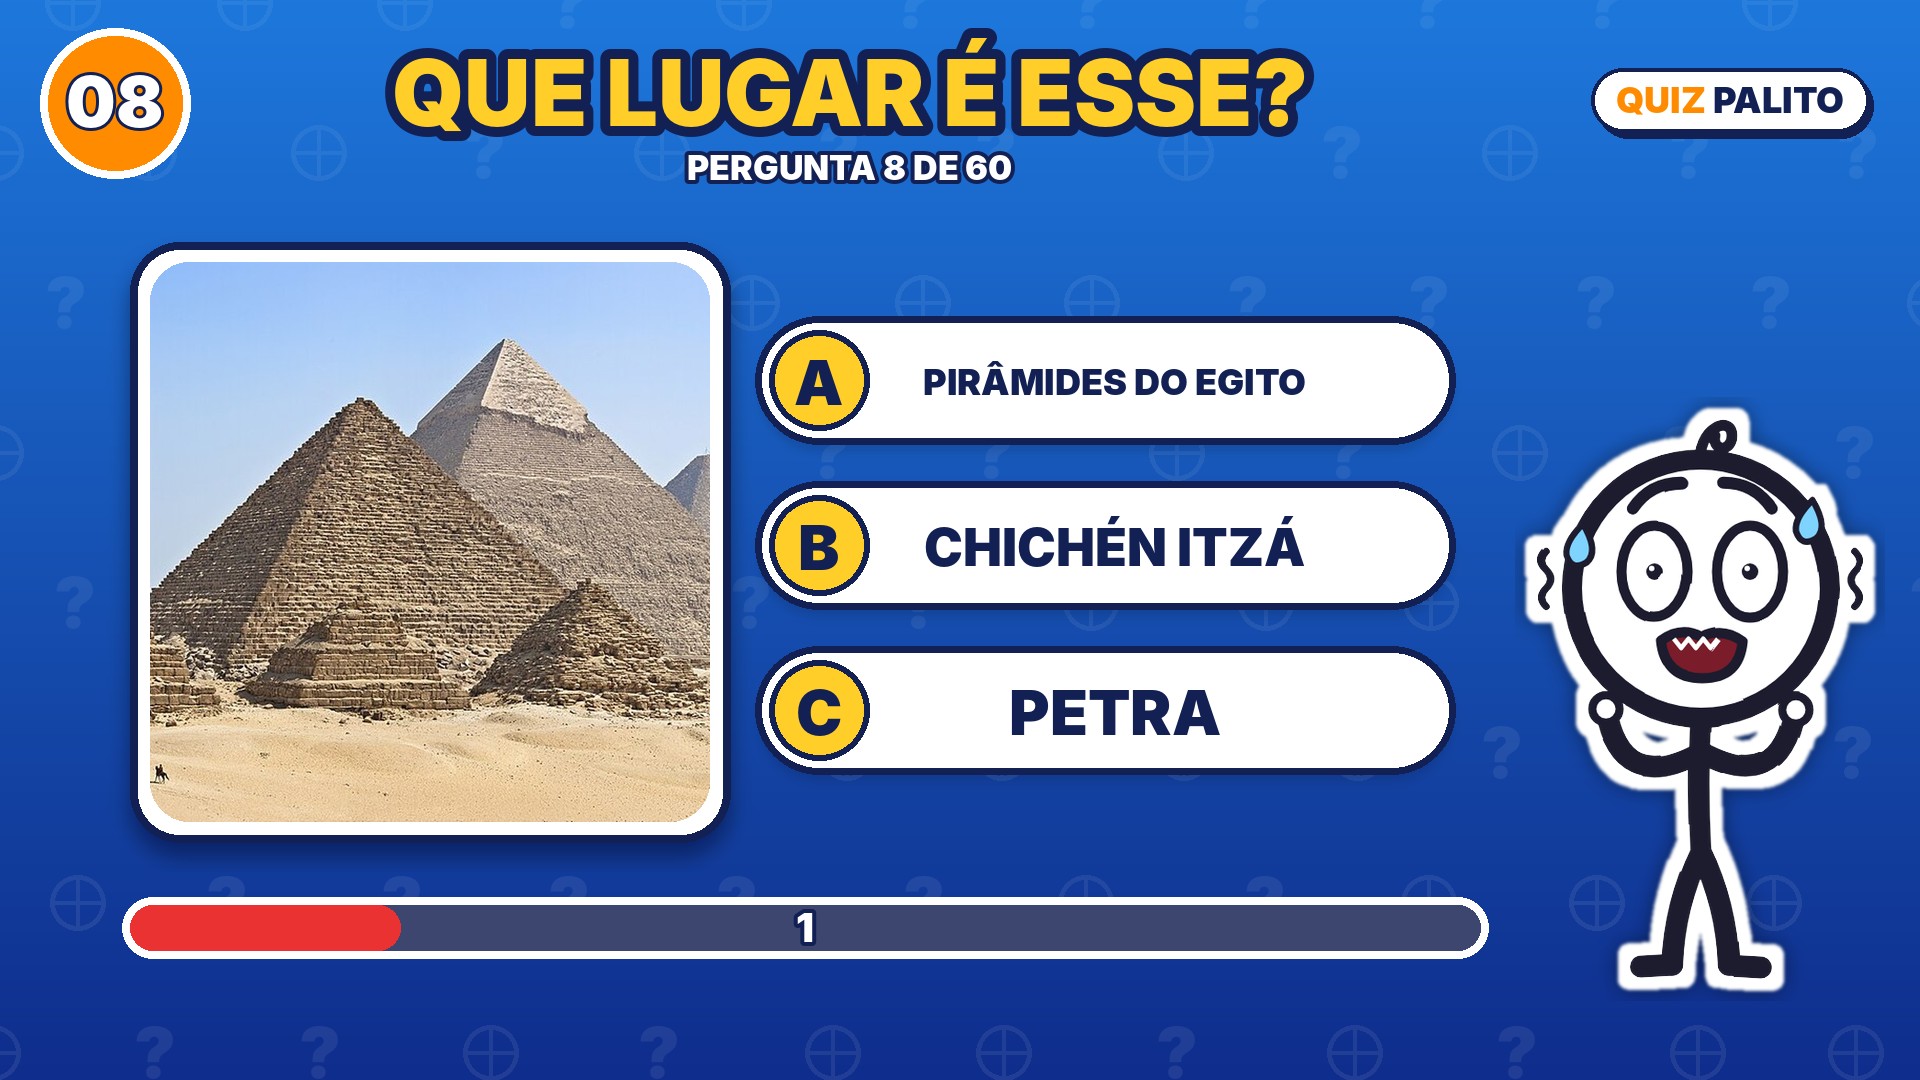 08
QUE LUGAR É ESSE?
PERGUNTA 8 DE 60
QUIZ PALITO
A PIRÂMIDES DO EGITO
B CHICHÉN ITZÁ
C PETRA
1